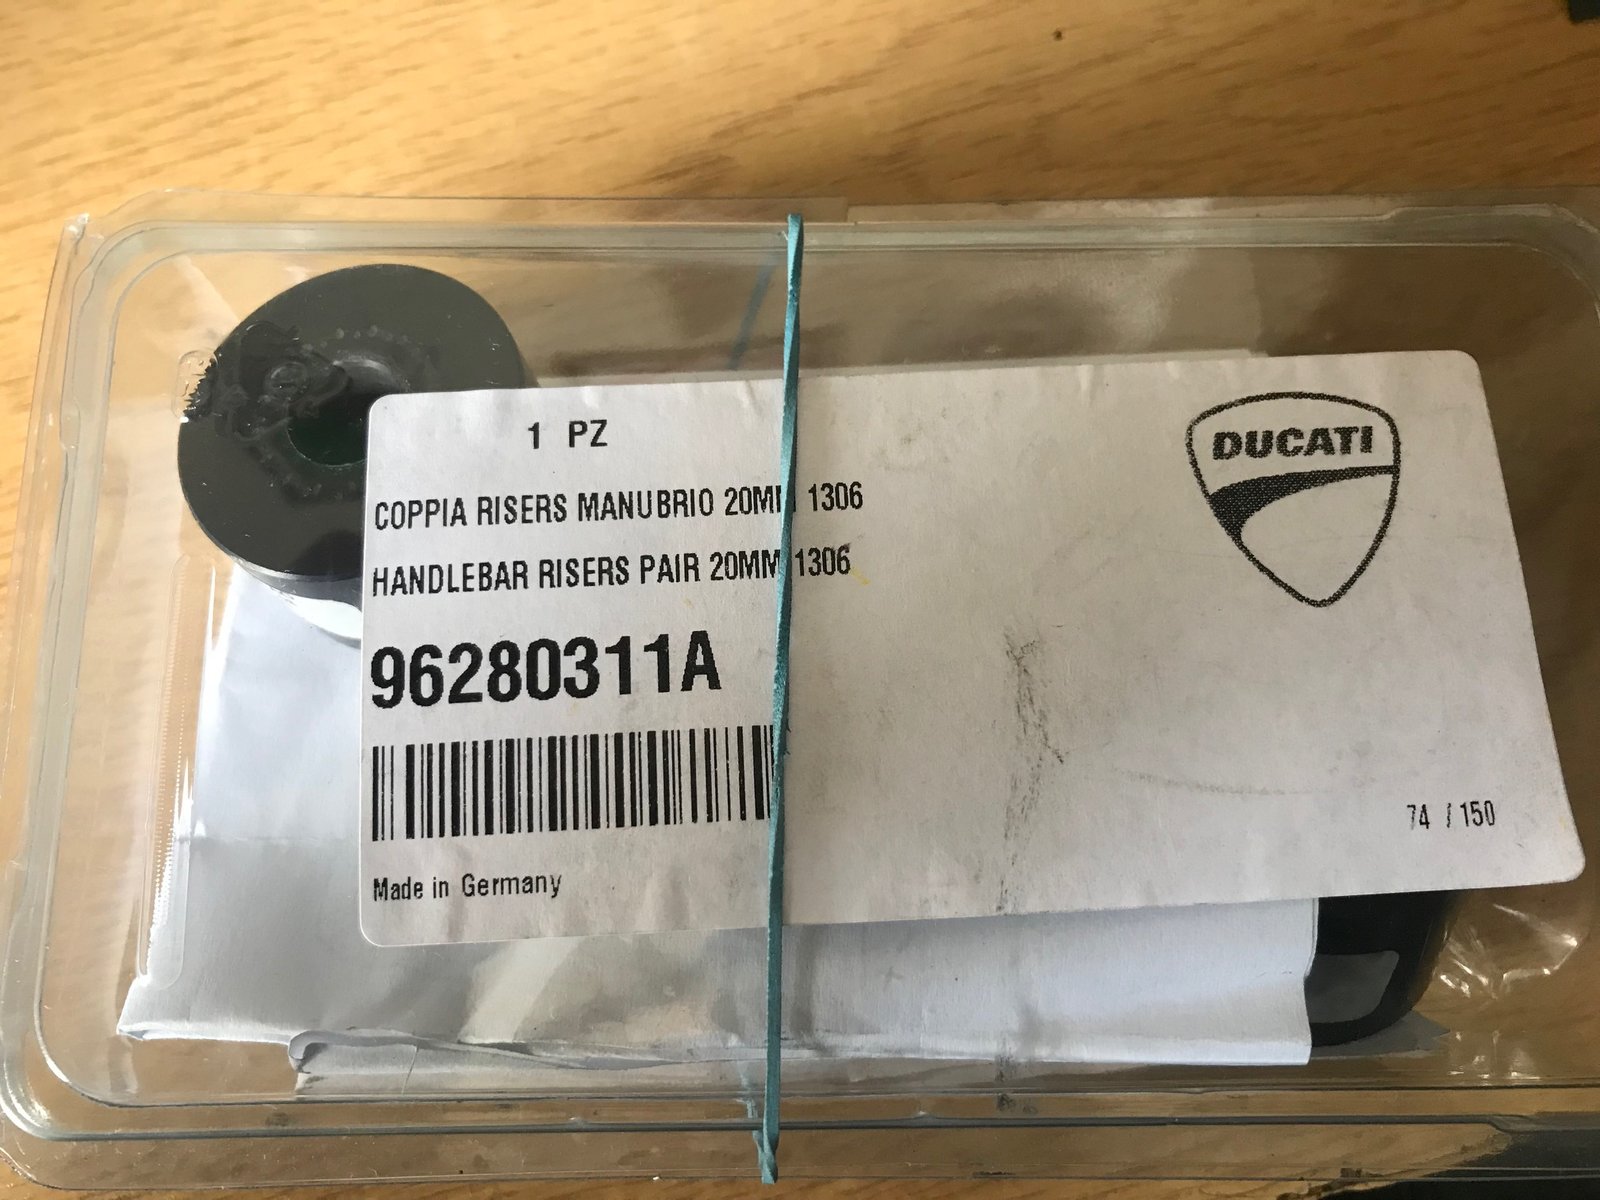 1 PZ
DUCATI
COPPIA RISERS MANUBRIO 20MM 1306
HANDLEBAR RISERS PAIR 20MM 1306
96280311A
74 / 150
Made in Germany